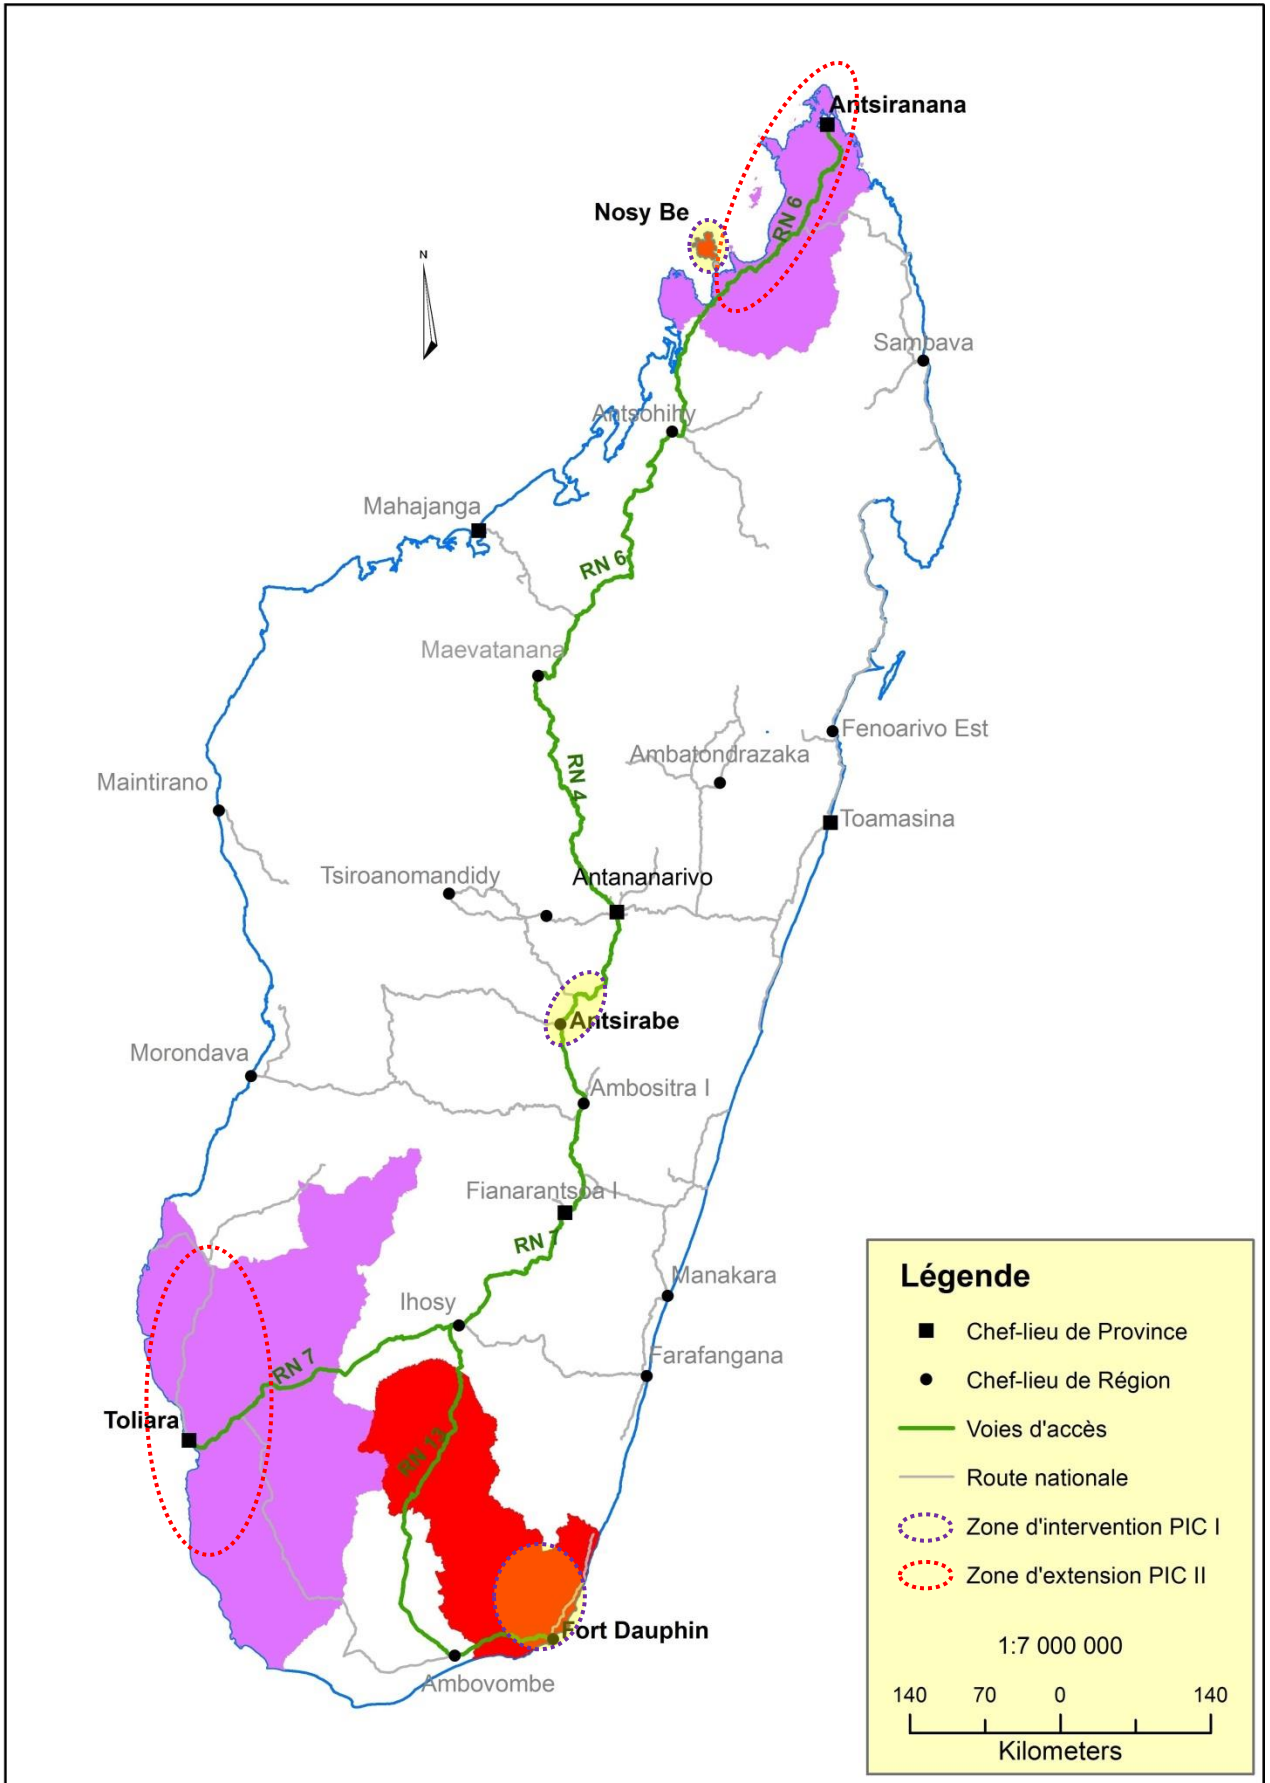 Antsiranana
Nosy Be
RN 6
N
Sambava
Antsohihy
Mahajanga
RN 6
Maevatanana
Fenoarivo Est
Ambatondrazaka
RN 4
Maintirano
Toamasina
Tsiroanomandidy
Antananarivo
Antsirabe
Morondava
Ambositra I
Fianarantsoa I
RN 7
Manakara
Ihosy
Farafangana
RN 7
Toliara
RN 13
Fort Dauphin
Ambovombe
Légende
Chef-lieu de Province
Chef-lieu de Région
Voies d'accès
Route nationale
Zone d'intervention PIC I
Zone d'extension PIC II
1:7 000 000
140 70 0 140
Kilometers